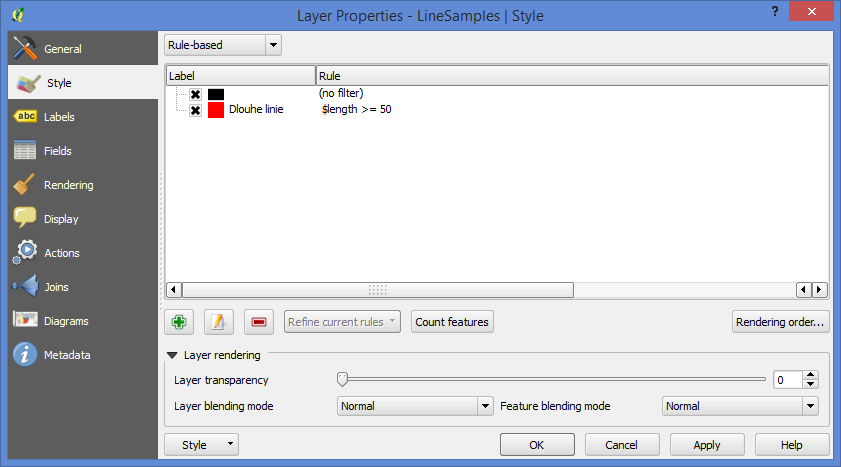 Layer Properties - LineSamples | Style
?
General
Style
abc Labels
Fields
Rendering
Display
Actions
Joins
Diagrams
Metadata
Rule-based
Label Rule
(no filter)
Dlouhe linie $length >= 50
Refine current rules Count features Rendering order...
Layer rendering
Layer transparency 0
Layer blending mode Normal Feature blending mode Normal
Style OK Cancel Apply Help